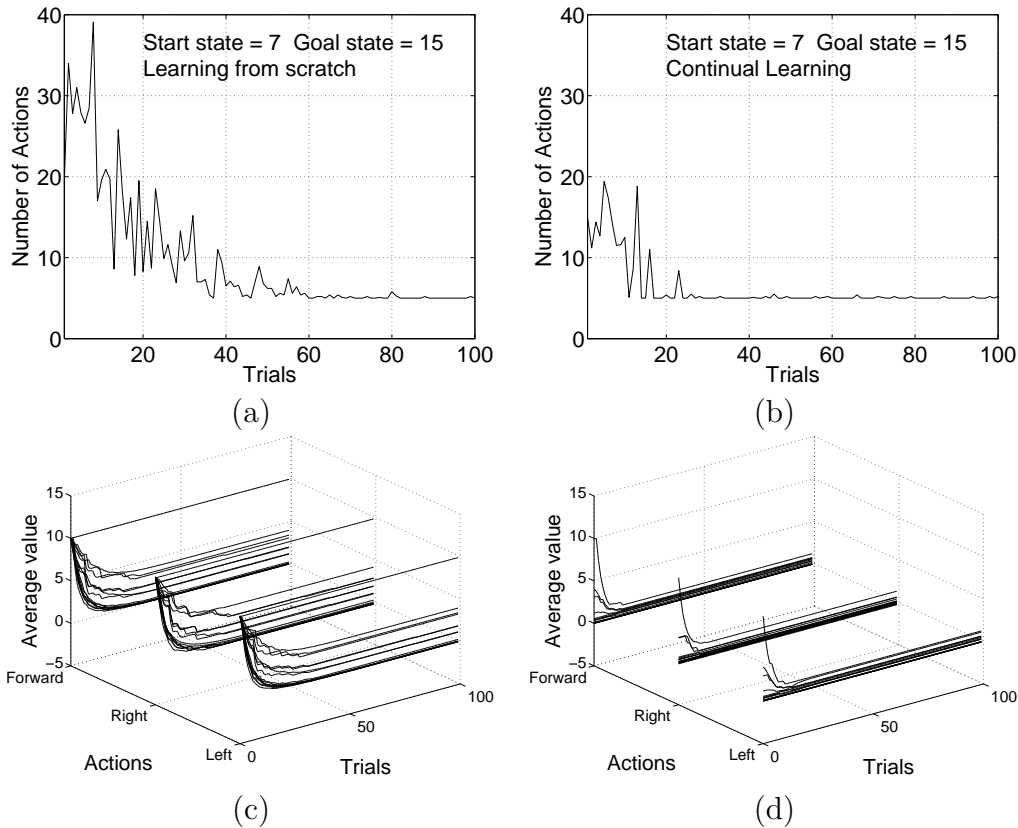 40
30
20
10
0
Number of Actions
Start state = 7 Goal state = 15
Learning from scratch
20
40
60
80
100
Trials
(a)
40
30
20
10
0
Number of Actions
Start state = 7 Goal state = 15
Continual Learning
20
40
60
80
100
Trials
(b)
15
10
5
0
−5
Average value
Forward
Right
Left
Actions
0
50
100
Trials
(c)
15
10
5
0
−5
Average value
Forward
Right
Left
Actions
0
50
100
Trials
(d)